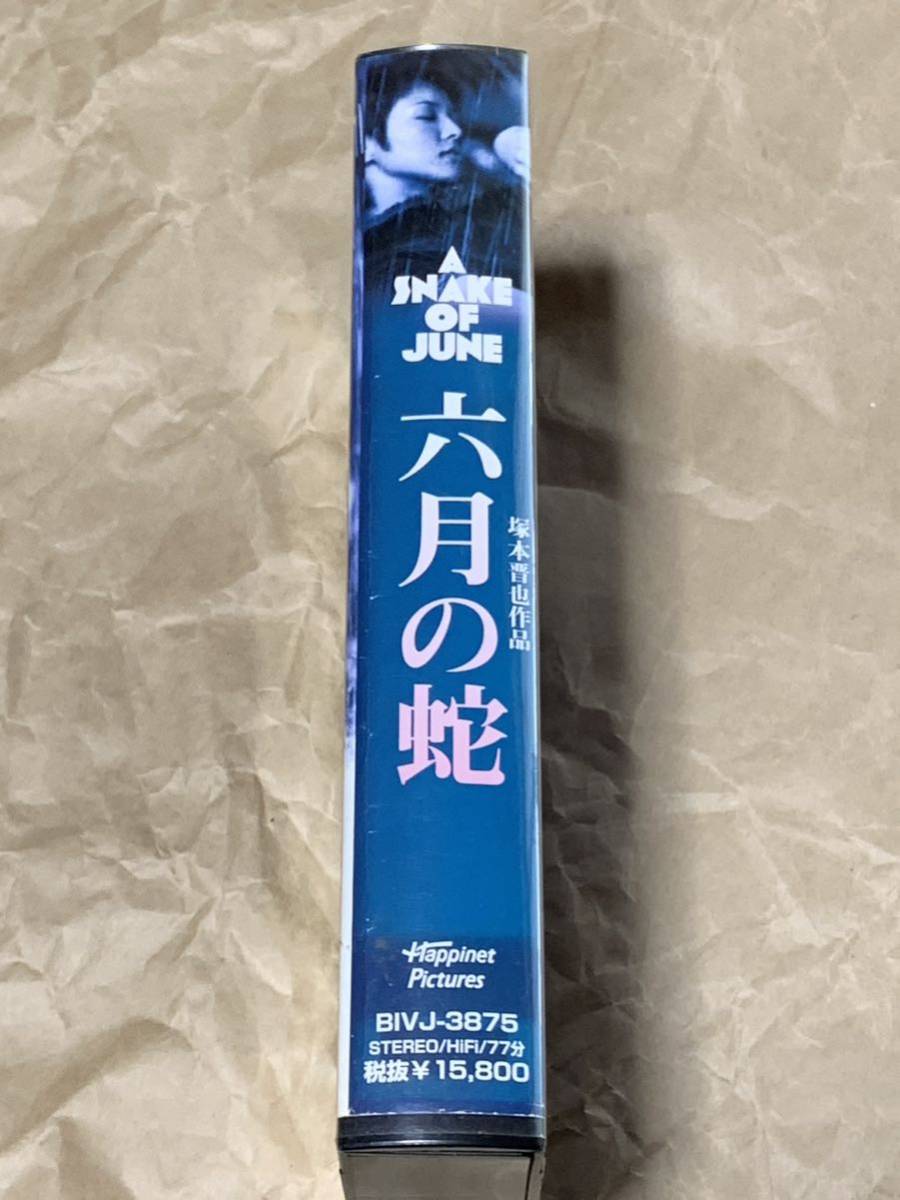 A
SNAKE
OF
JUNE
六月の蛇
塚本晋也作品
Happinet
Pictures
BIVJ-3875
STEREO/HiFi/77分
税抜￥15,800